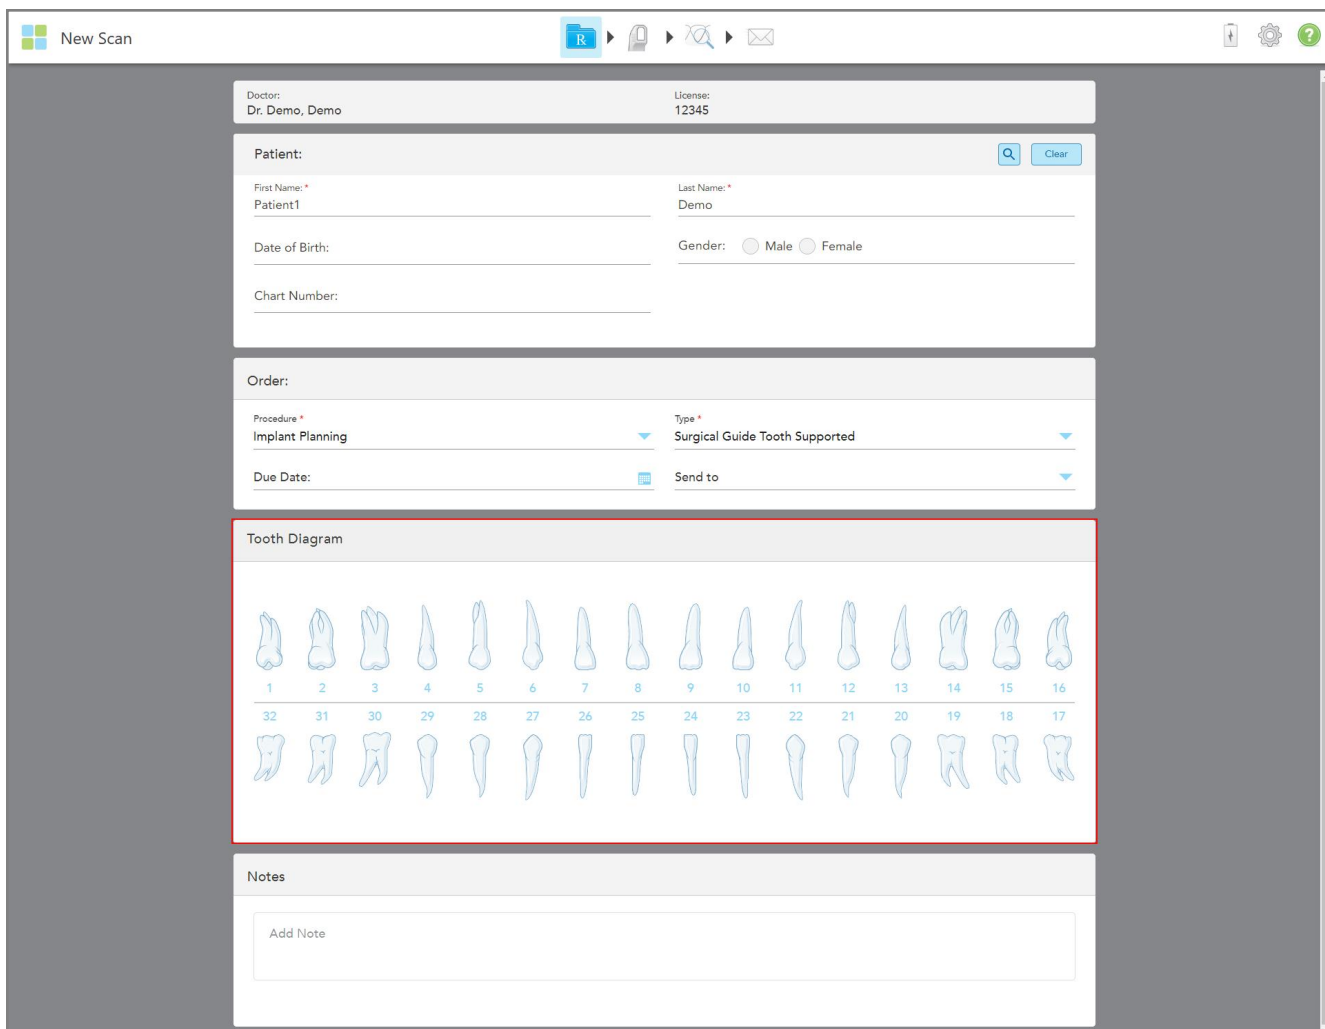 New Scan
R
?
Doctor:
License:
Dr. Demo, Demo
12345
Patient:
Clear
First Name: *
Last Name: *
Patient1
Demo
Date of Birth:
Gender: Male Female
Chart Number:
Order:
Procedure *
Type *
Implant Planning
Surgical Guide Tooth Supported
Due Date:
Send to
Tooth Diagram
1 2 3 4 5 6 7 8 9 10 11 12 13 14 15 16
32 31 30 29 28 27 26 25 24 23 22 21 20 19 18 17
Notes
Add Note